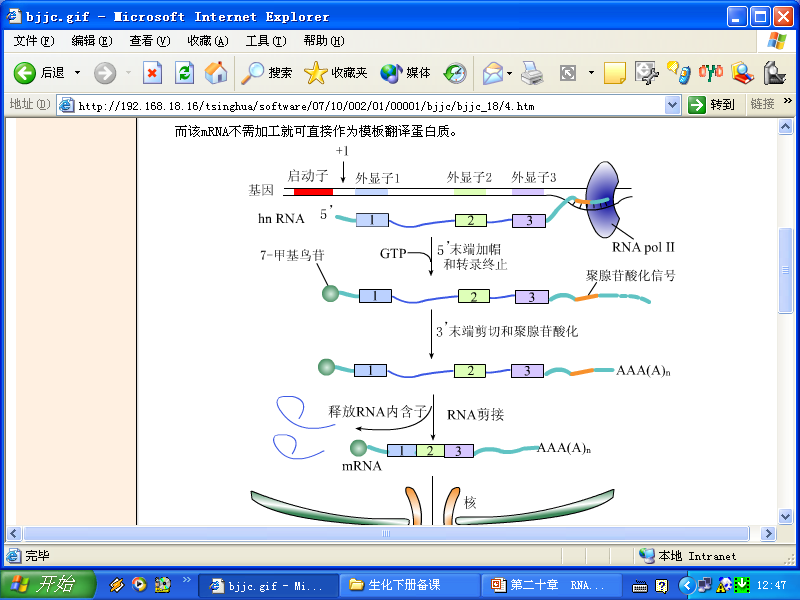 bjjc.gif - Microsoft Internet Explorer
文件(F) 编辑(E) 查看(V) 收藏(A) 工具(T) 帮助(H)
后退 搜索 收藏夹 媒体
地址(D) http://192.168.18.16/tsinghua/software/07/10/002/01/00001/bjjc/bjjc_18/4.htm 转到 链接 »
而该mRNA不需加工就可直接作为模板翻译蛋白质。
+1
启动子 外显子1 外显子2 外显子3
基因
hn RNA 5' 1 2 3
RNA pol II
7-甲基鸟苷 GTP 5'末端加帽
和转录终止
聚腺苷酸化信号
1 2 3
3'末端剪切和聚腺苷酸化
1 2 3 AAA(A)n
释放RNA内含子 RNA剪接
1 2 3 AAA(A)n
mRNA
核
完毕 本地 Intranet
开始 » bjjc.gif - Mi... 生化下册备课 第二十章 RNA... 12:47